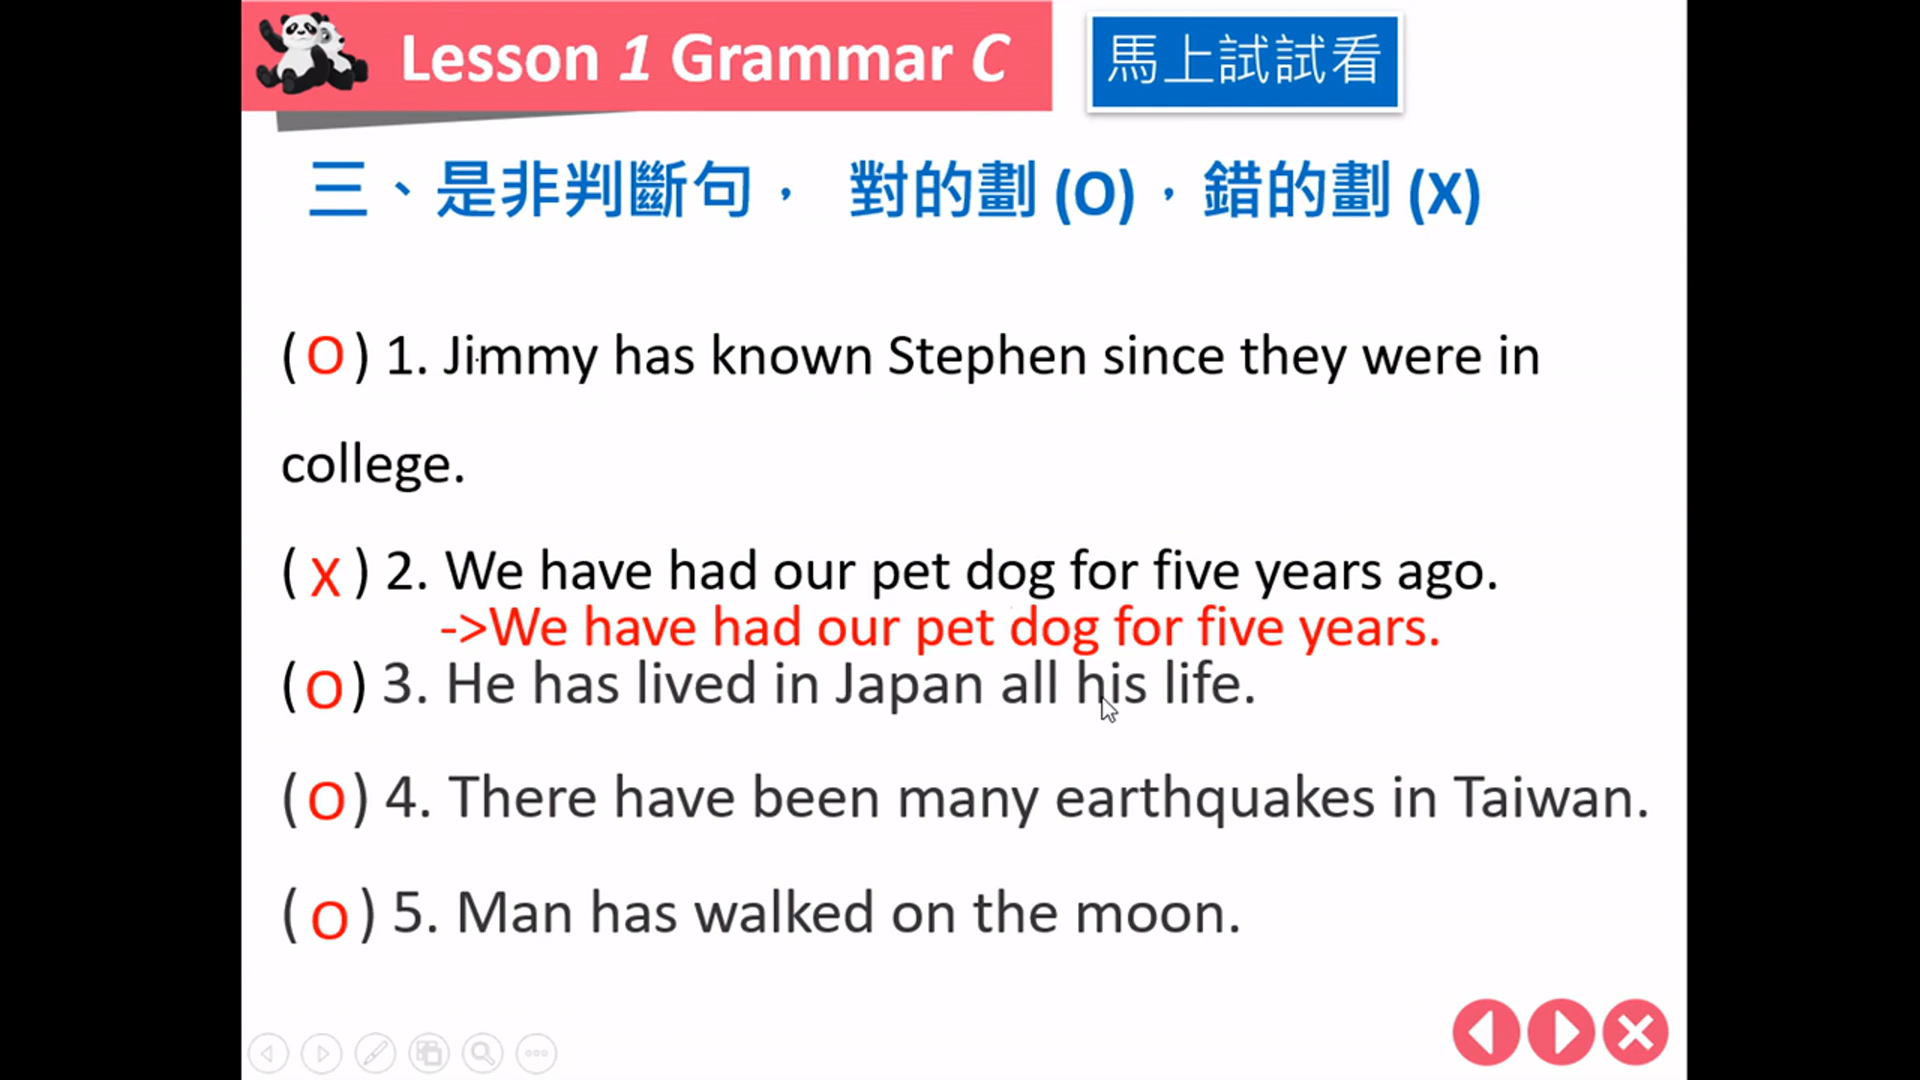 Lesson 1 Grammar C
馬上試試看
三、是非判斷句, 對的劃 (O),錯的劃 (X)
( O ) 1. Jimmy has known Stephen since they were in
college.
( X ) 2. We have had our pet dog for five years ago.
->We have had our pet dog for five years.
( O ) 3. He has lived in Japan all his life.
( O ) 4. There have been many earthquakes in Taiwan.
( O ) 5. Man has walked on the moon.